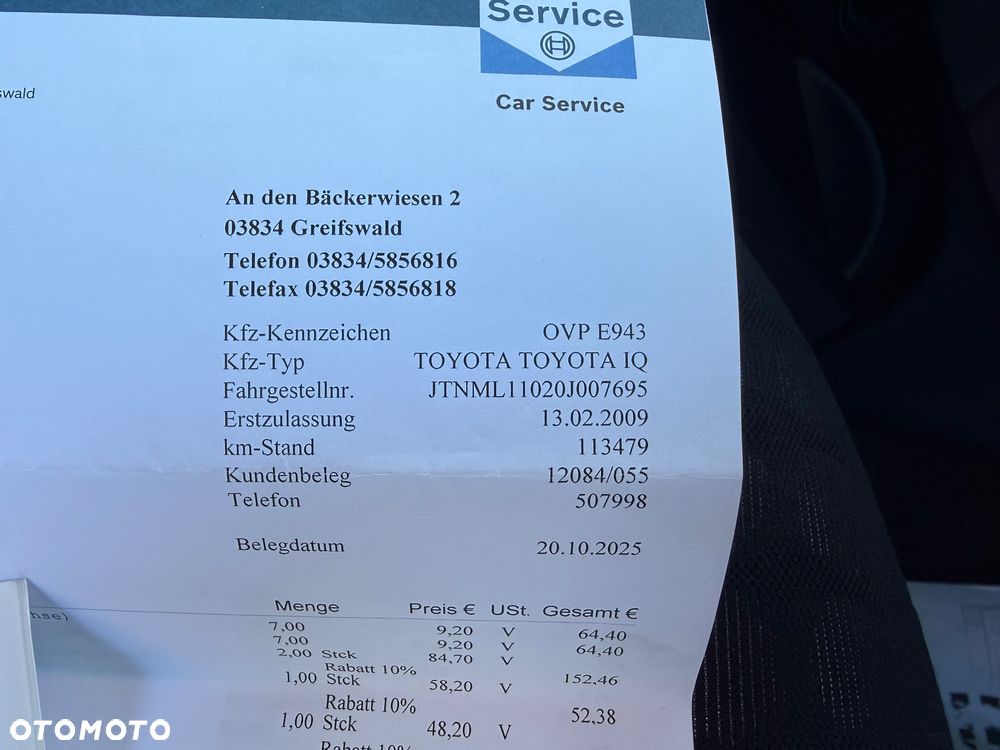 Service
Car Service
swald
An den Bäckerwiesen 2
03834 Greifswald
Telefon 03834/5856816
Telefax 03834/5856818
Kfz-Kennzeichen OVP E943
Kfz-Typ TOYOTA TOYOTA IQ
Fahrgestellnr. JTNML11020J007695
Erstzulassung 13.02.2009
km-Stand 113479
Kundenbeleg 12084/055
Telefon 507998
Belegdatum 20.10.2025
Menge Preis € USt. Gesamt €
hse)
7,00 9,20 V 64,40
7,00 9,20 V 64,40
2,00 Stck 84,70 V
Rabatt 10% 152,46
1,00 Stck 58,20 V
Rabatt 10% 52,38
1,00 Stck 48,20 V
Rabatt 10%
OTOMOTO